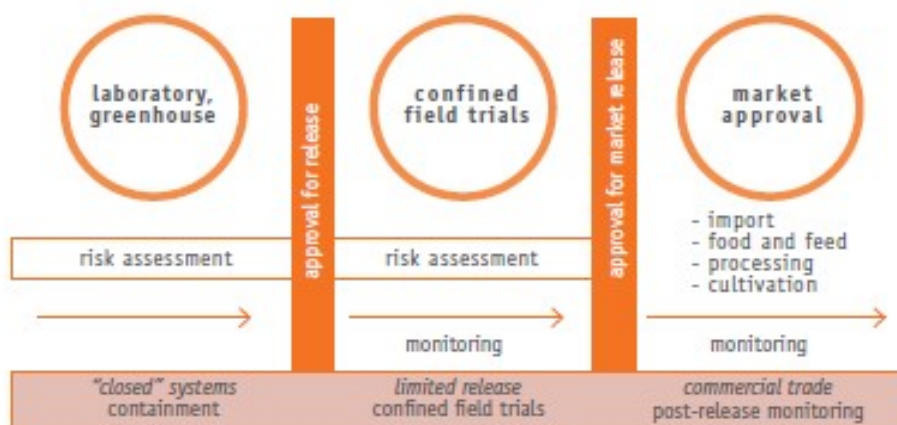 laboratory,
greenhouse
risk assessment
approval for release
confined
field trials
risk assessment
monitoring
approval for market release
market
approval
- import
- food and feed
- processing
- cultivation
monitoring
"closed" systems
containment
limited release
confined field trials
commercial trade
post-release monitoring